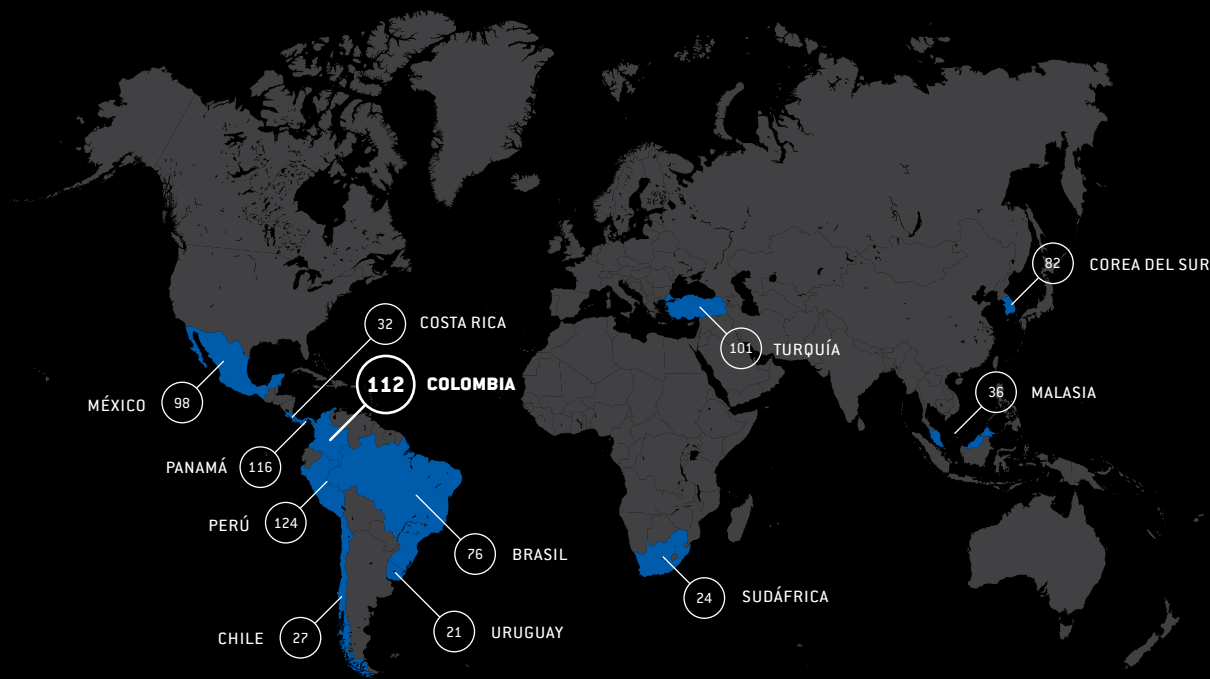 82 COREA DEL SUR
32 COSTA RICA
101 TURQUÍA
112 COLOMBIA
36 MALASIA
MÉXICO 98
PANAMÁ 116
PERÚ 124
76 BRASIL
24 SUDÁFRICA
CHILE 27
21 URUGUAY